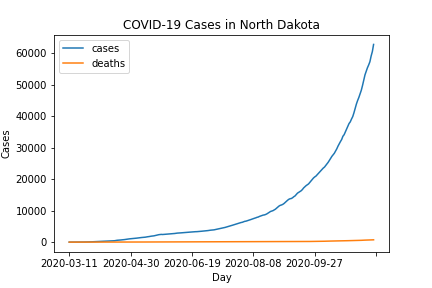 COVID-19 Cases in North Dakota
cases
deaths
60000
50000
40000
30000
20000
10000
0
Cases
2020-03-11 2020-04-30 2020-06-19 2020-08-08 2020-09-27
Day